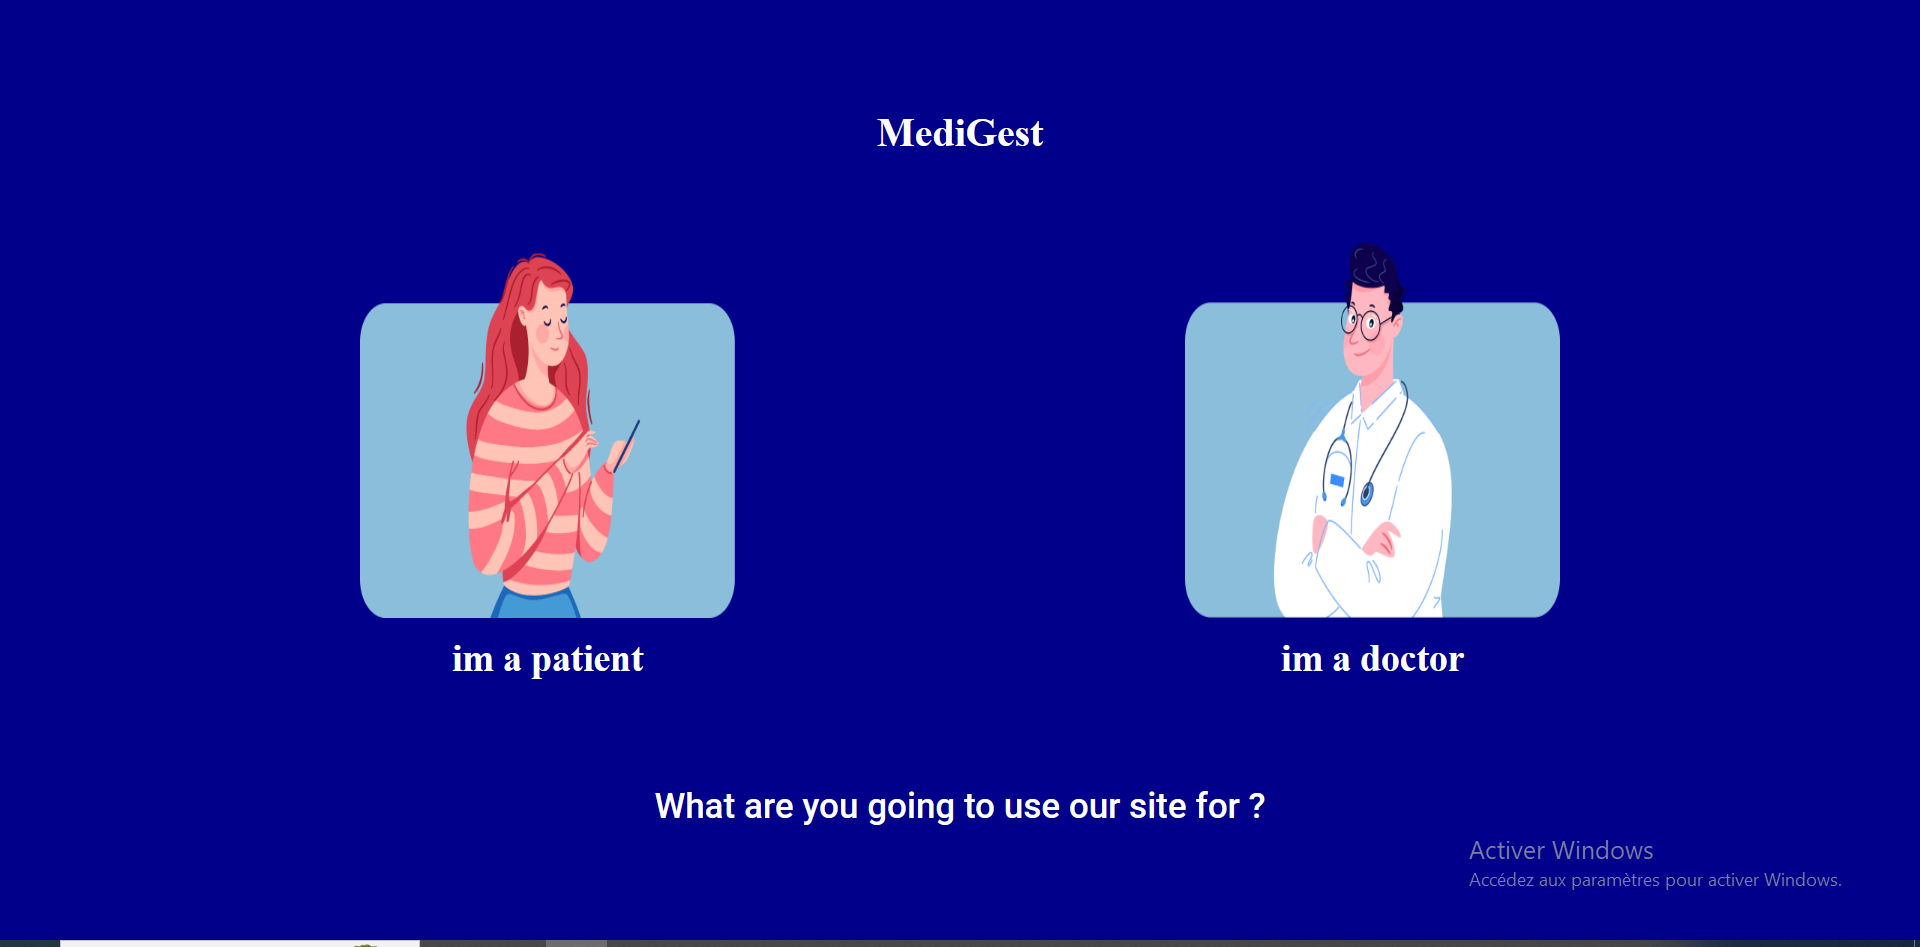 MediGest
im a patient
im a doctor
What are you going to use our site for ?
Activer Windows
Accédez aux paramètres pour activer Windows.